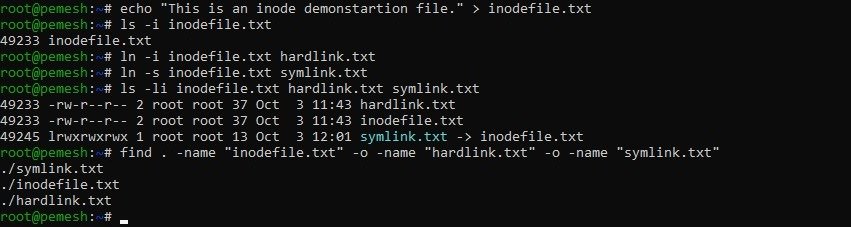 root@pemesh:~# echo "This is an inode demonstartion file." > inodefile.txt
root@pemesh:~# ls -i inodefile.txt
49233 inodefile.txt
root@pemesh:~# ln -i inodefile.txt hardlink.txt
root@pemesh:~# ln -s inodefile.txt symlink.txt
root@pemesh:~# ls -li inodefile.txt hardlink.txt symlink.txt
49233 -rw-r--r-- 2 root root 37 Oct  3 11:43 hardlink.txt
49233 -rw-r--r-- 2 root root 37 Oct  3 11:43 inodefile.txt
49245 lrwxrwxrwx 1 root root 13 Oct  3 12:01 symlink.txt -> inodefile.txt
root@pemesh:~# find . -name "inodefile.txt" -o -name "hardlink.txt" -o -name "symlink.txt"
./symlink.txt
./inodefile.txt
./hardlink.txt
root@pemesh:~#